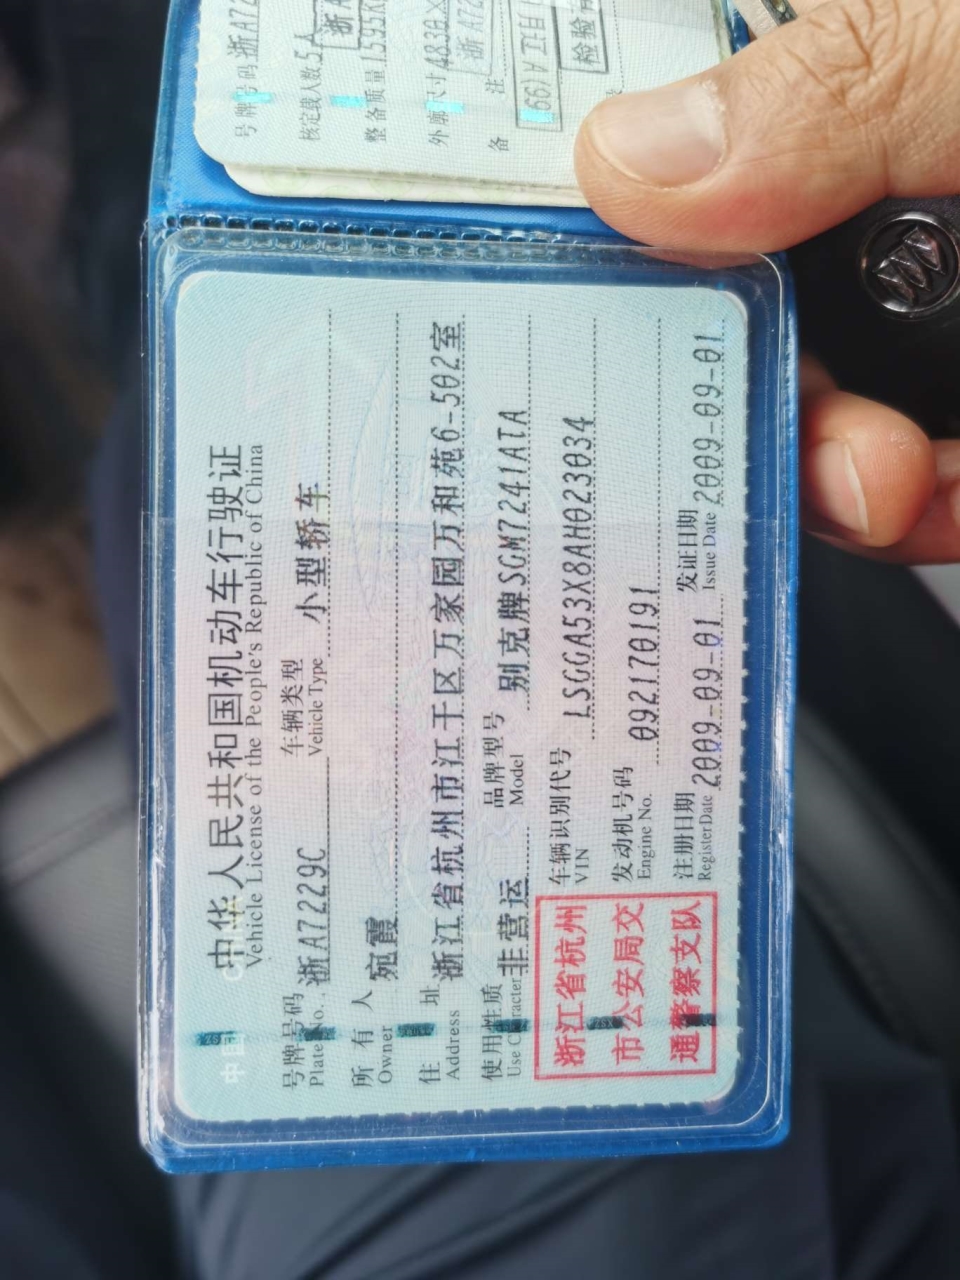 中华人民共和国机动车行驶证
Vehicle License of the People's Republic of China
号牌号码 浙A7229C 车辆类型 小型轿车
Plate No. Vehicle Type
所有人 宛霞
Owner
住址 浙江省杭州市江干区万家园万和苑6-502室
Address
使用性质 非营运 品牌型号 别克牌SGM7241ATA
Use Character Model
浙江省杭州市公安局交通警察支队
车辆识别代号 LSGGA53X8AH023034
VIN
发动机号码 092170191
Engine No.
注册日期 2009-09-01 发证日期 2009-09-01
Register Date Issue Date
号牌号码 浙A72
核定载人数 5人
整备质量 1595K
外廓尺寸 4838X
备注
检验